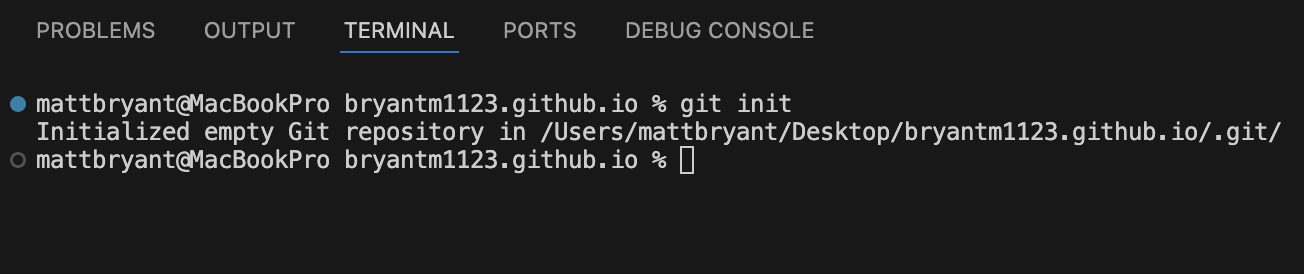 PROBLEMS OUTPUT TERMINAL PORTS DEBUG CONSOLE
mattbryant@MacBookPro bryantm1123.github.io % git init
Initialized empty Git repository in /Users/mattbryant/Desktop/bryantm1123.github.io/.git/
mattbryant@MacBookPro bryantm1123.github.io %